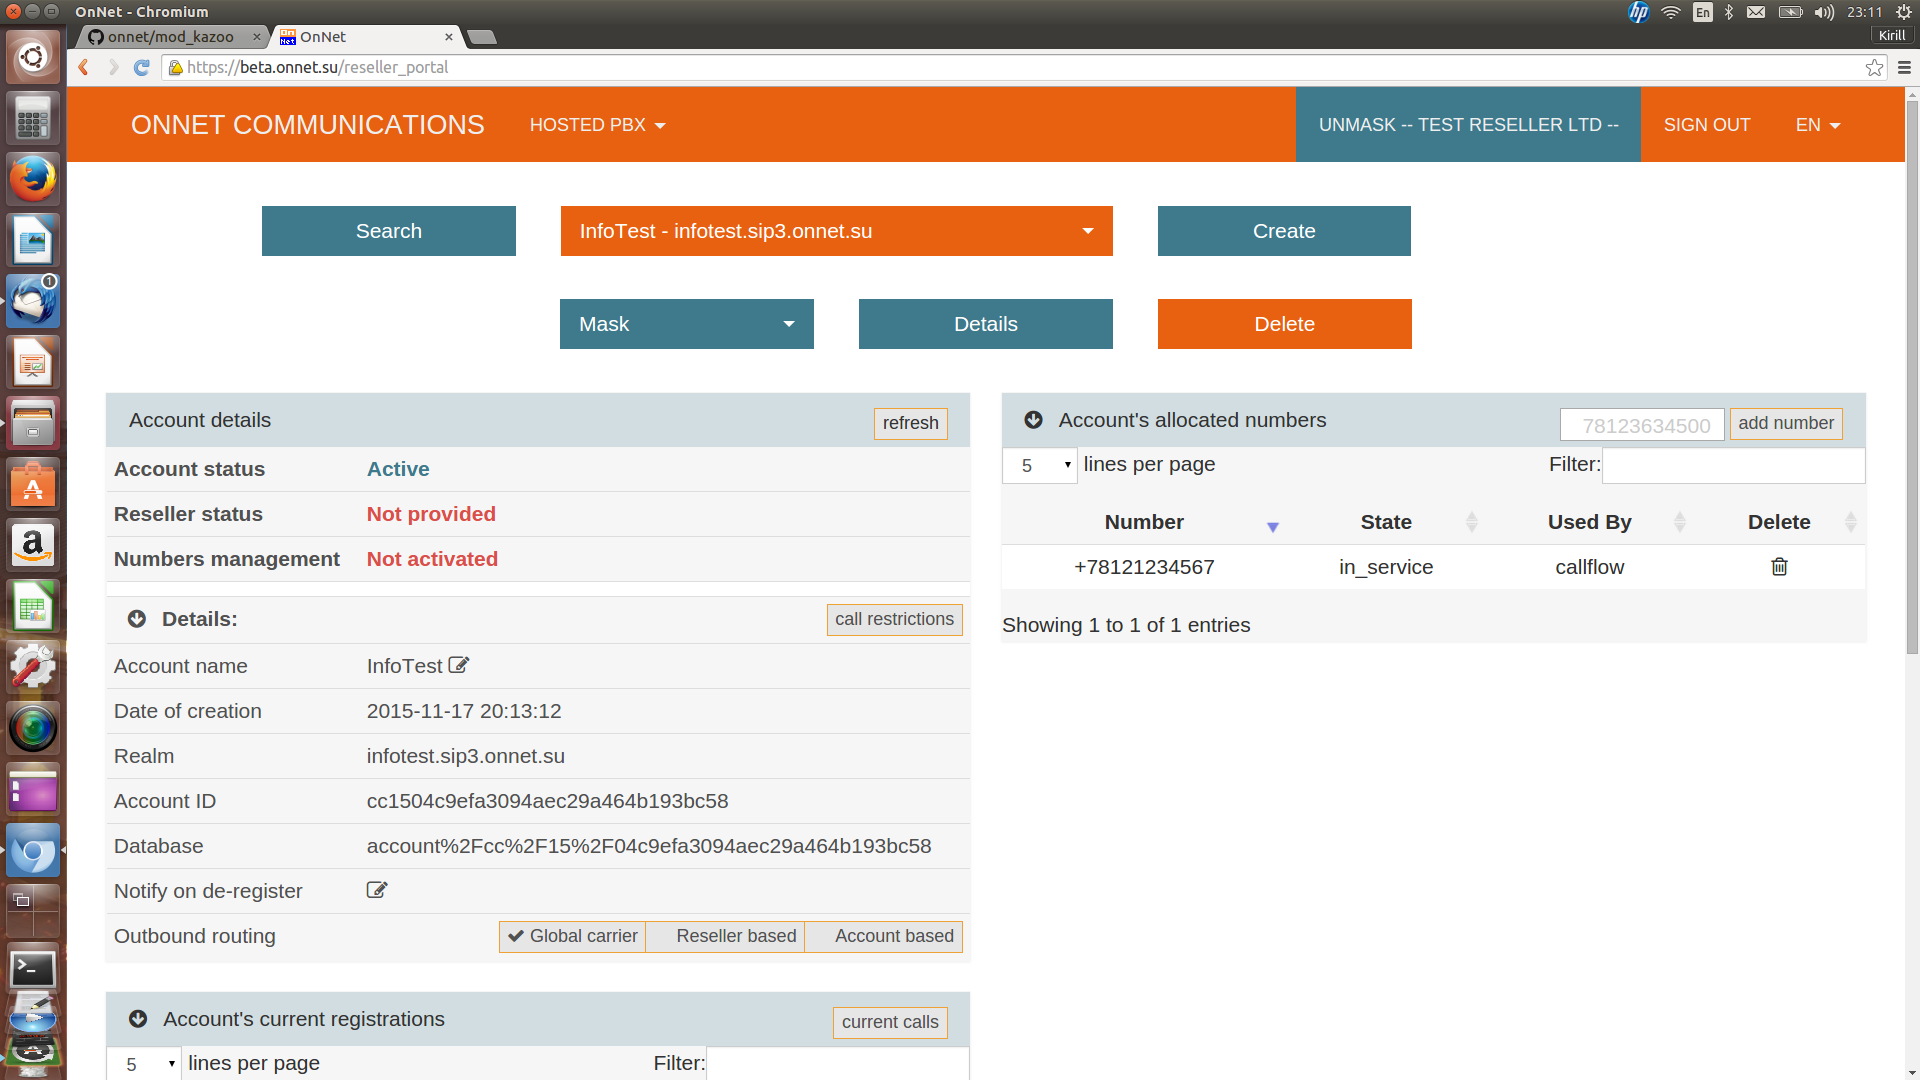 OnNet - Chromium
En
23:11
Kirill
onnet/mod_kazoo
OnNet
https://beta.onnet.su/reseller_portal
ONNET COMMUNICATIONS
HOSTED PBX
UNMASK -- TEST RESELLER LTD --
SIGN OUT
EN
Search
InfoTest - infotest.sip3.onnet.su
Create
Mask
Details
Delete
Account details
refresh
Account status Active
Reseller status Not provided
Numbers management Not activated
Details:
call restrictions
Account name InfoTest
Date of creation 2015-11-17 20:13:12
Realm infotest.sip3.onnet.su
Account ID cc1504c9efa3094aec29a464b193bc58
Database account%2Fcc%2F15%2F04c9efa3094aec29a464b193bc58
Notify on de-register
Outbound routing Global carrier Reseller based Account based
Account's current registrations
current calls
5 lines per page Filter:
Account's allocated numbers
78123634500
add number
5 lines per page Filter:
Number State Used By Delete
+78121234567 in_service callflow
Showing 1 to 1 of 1 entries
1